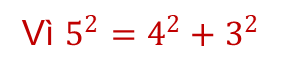 Vì 5² = 4² + 3²